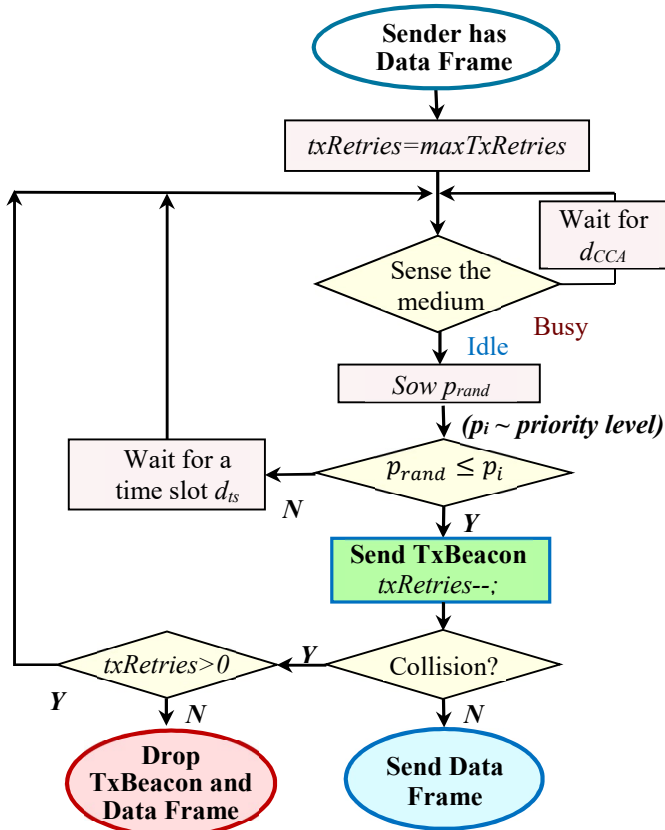 Sender has
Data Frame
txRetries=maxTxRetries
Wait for
dCCA
Sense the
medium
Busy
Idle
Sow prand
(pi ~ priority level)
Wait for a
time slot dts
prand ≤ pi
N
Y
Send TxBeacon
txRetries--;
txRetries>0
Y
Collision?
Y
N
N
Drop
TxBeacon and
Data Frame
Send Data
Frame